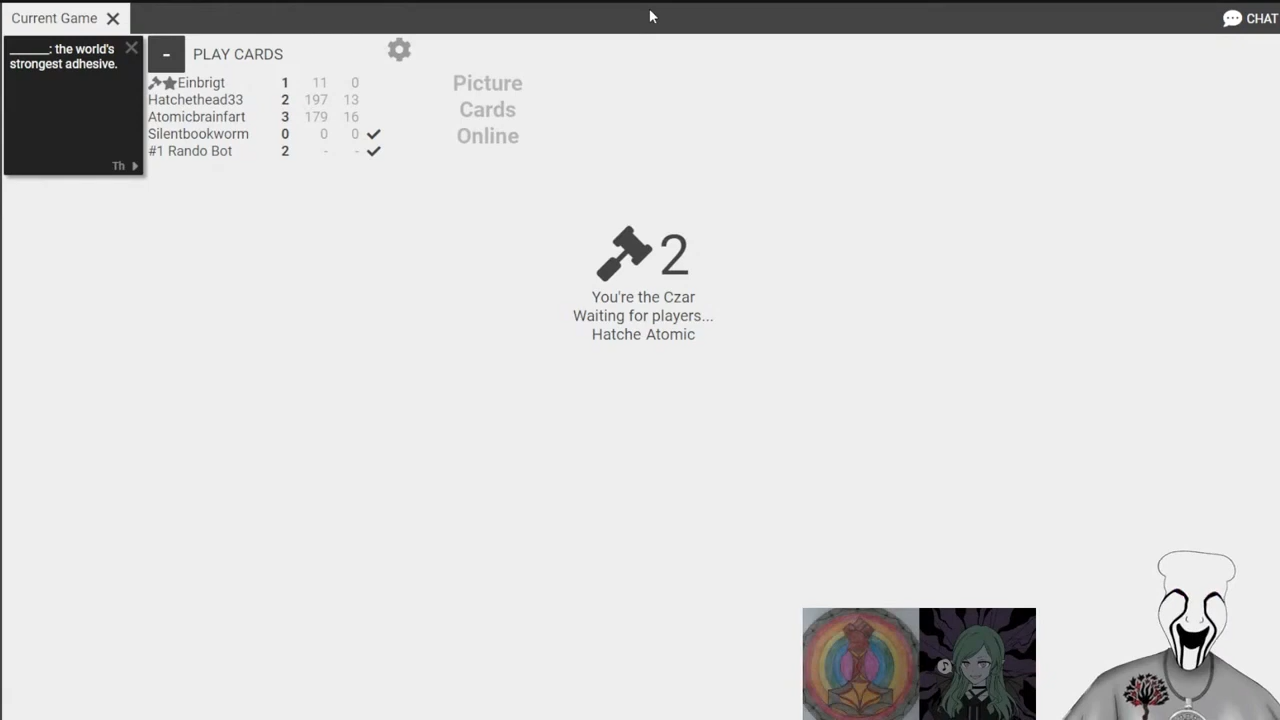 Current Game
CHAT
______: the world's
strongest adhesive.
Th
- PLAY CARDS
Einbrigt 1 11 0
Hatchethead33 2 197 13
Atomicbrainfart 3 179 16
Silentbookworm 0 0 0
#1 Rando Bot 2 - -
Picture
Cards
Online
2
You're the Czar
Waiting for players...
Hatche Atomic